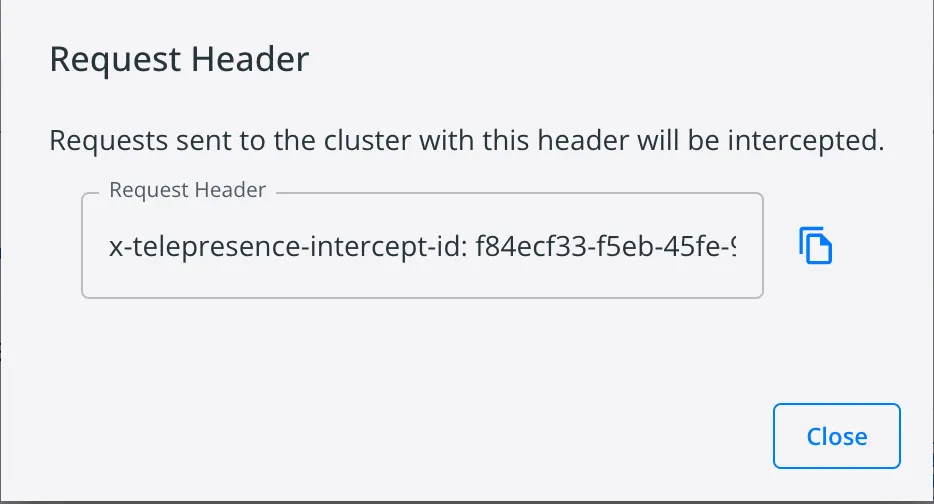 Request Header
Requests sent to the cluster with this header will be intercepted.
Request Header
x-telepresence-intercept-id: f84ecf33-f5eb-45fe-9
Close